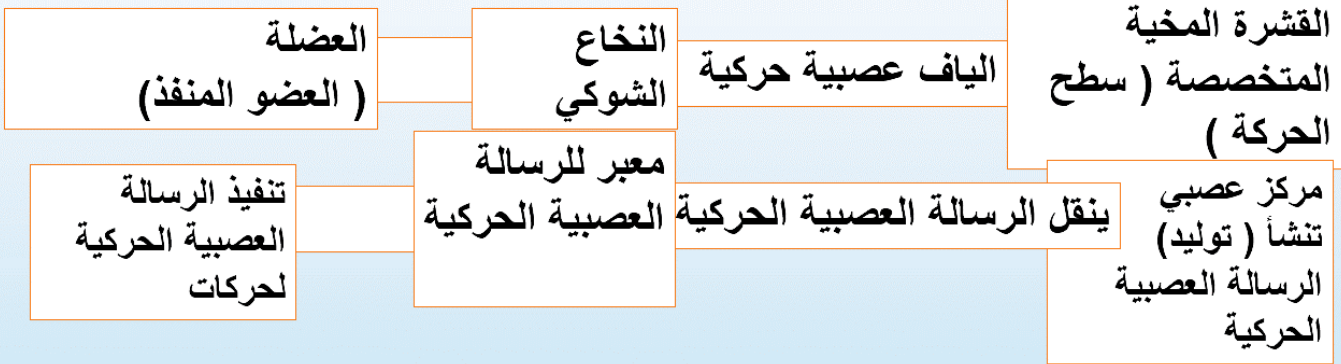 القشرة المخية
المتخصصة ( سطح
الحركة )
الياف عصبية حركية
النخاع
الشوكي
العضلة
( العضو المنفذ)
مركز عصبي
تنشأ ( توليد)
الرسالة العصبية
الحركية
ينقل الرسالة العصبية الحركية
معبر للرسالة
العصبية الحركية
تنفيذ الرسالة
العصبية الحركية
لحركات